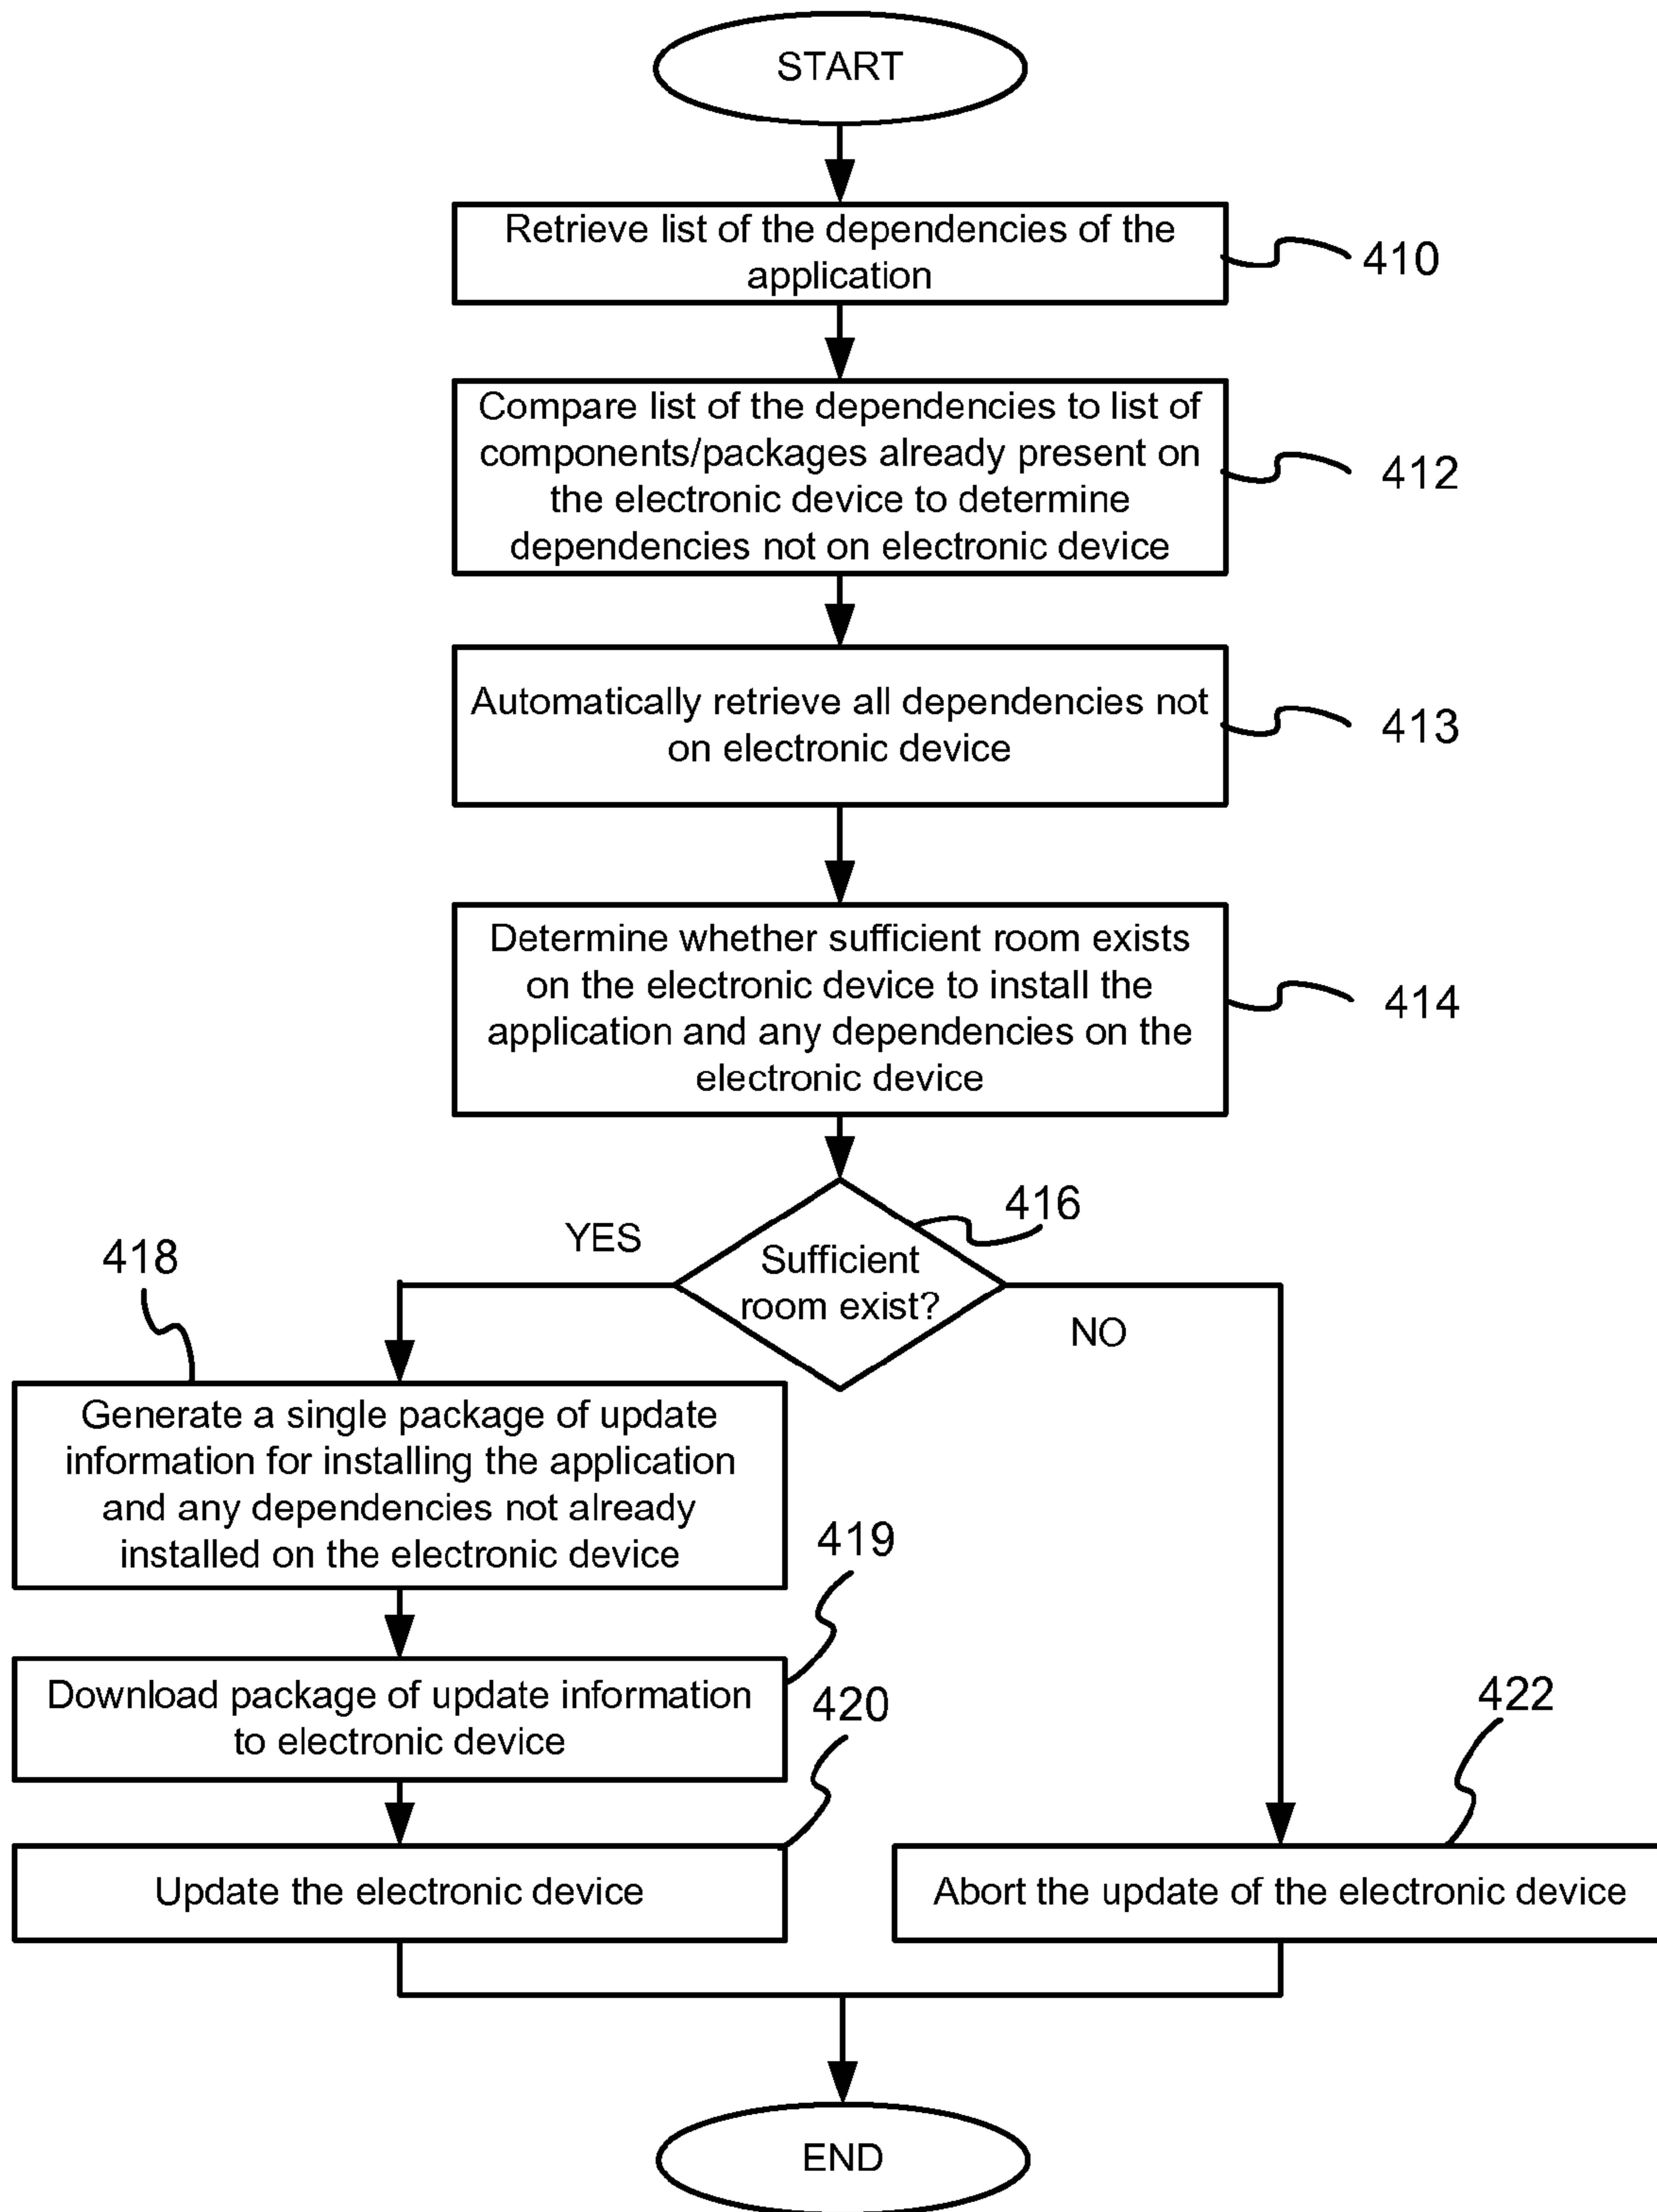 START
Retrieve list of the dependencies of the
application
410
Compare list of the dependencies to list of
components/packages already present on
the electronic device to determine
dependencies not on electronic device
412
Automatically retrieve all dependencies not
on electronic device
413
Determine whether sufficient room exists
on the electronic device to install the
application and any dependencies on the
electronic device
414
416
YES
Sufficient
room exist?
NO
418
Generate a single package of update
information for installing the application
and any dependencies not already
installed on the electronic device
419
Download package of update information
to electronic device
420
Update the electronic device
422
Abort the update of the electronic device
END